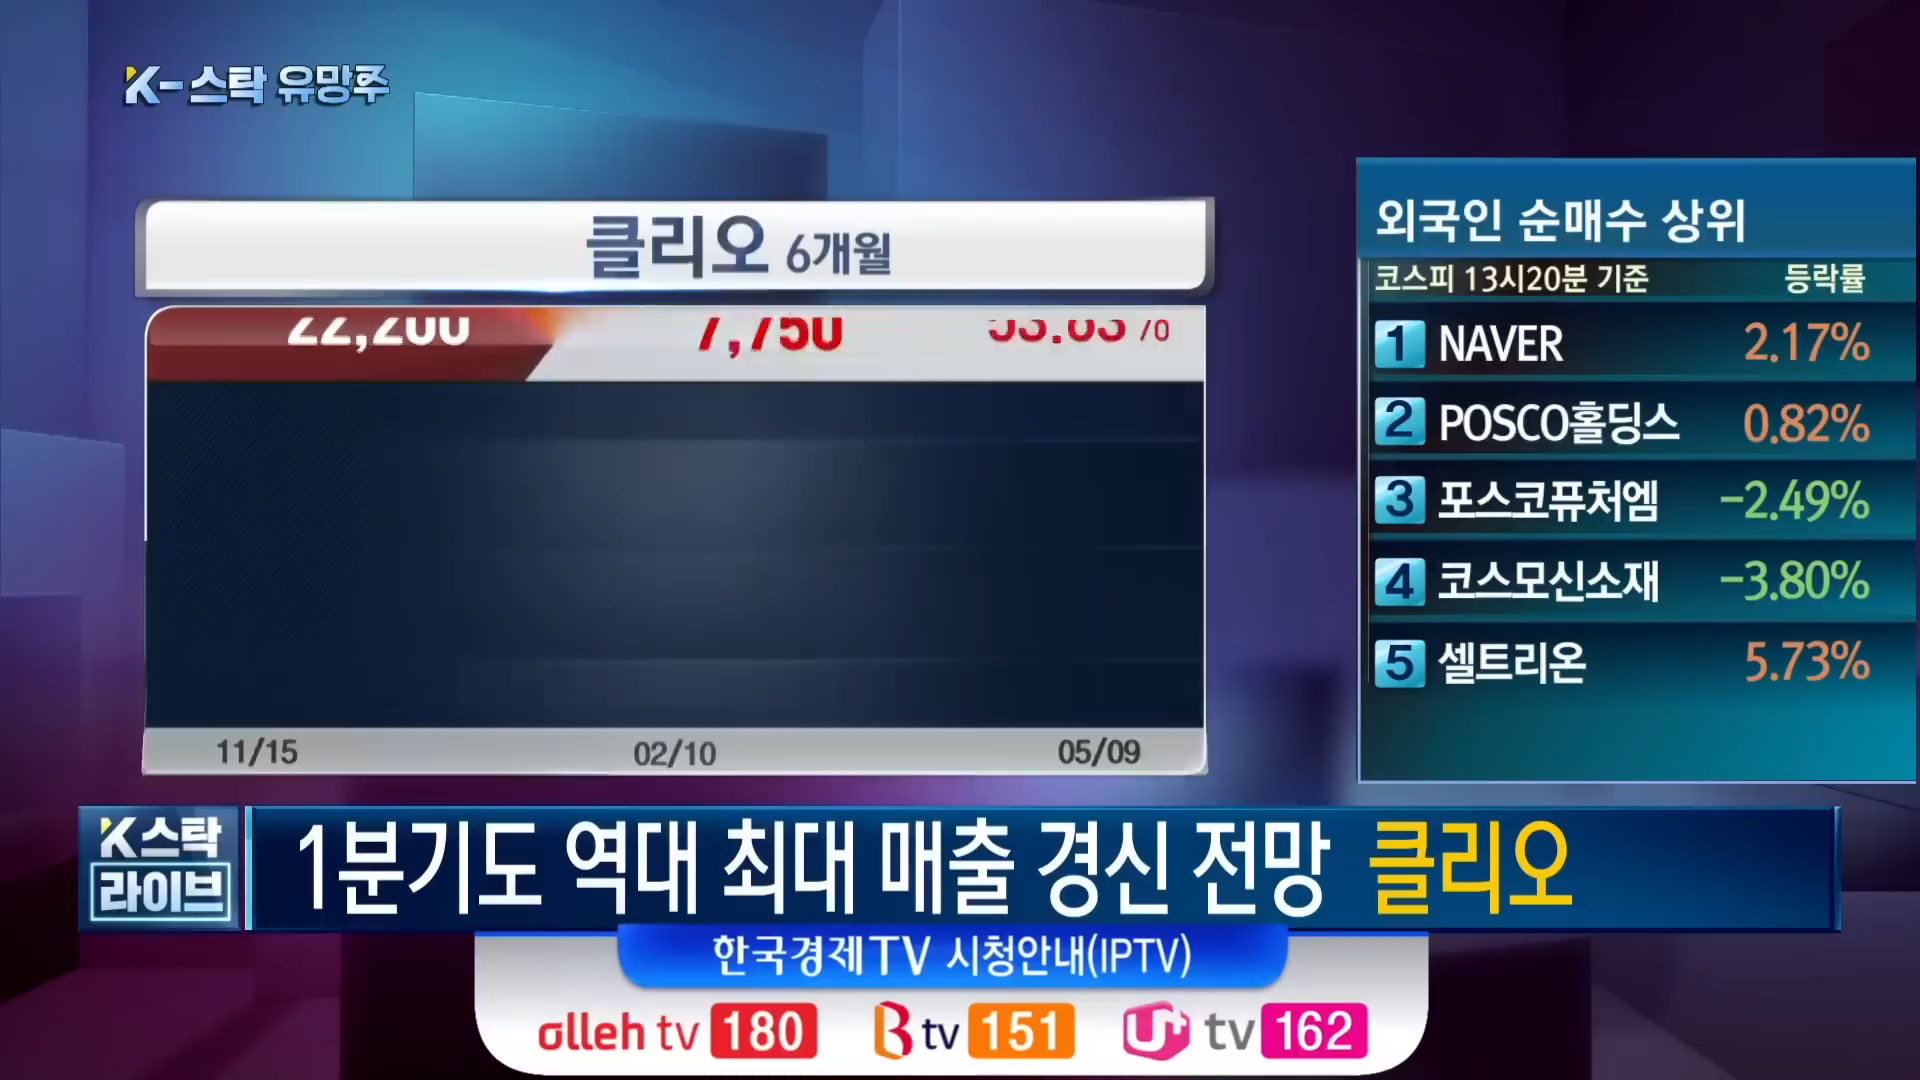 K-스탁 유망주
클리오 6개월
22,200 7,750
11/15 02/10 05/09
외국인 순매수 상위
코스피 13시20분 기준 등락률
1 NAVER 2.17%
2 POSCO홀딩스 0.82%
3 포스코퓨처엠 -2.49%
4 코스모신소재 -3.80%
5 셀트리온 5.73%
K스탁
라이브
1분기도 역대 최대 매출 경신 전망 클리오
한국경제TV 시청안내(IPTV)
olleh tv 180 B tv 151 U+ tv 162